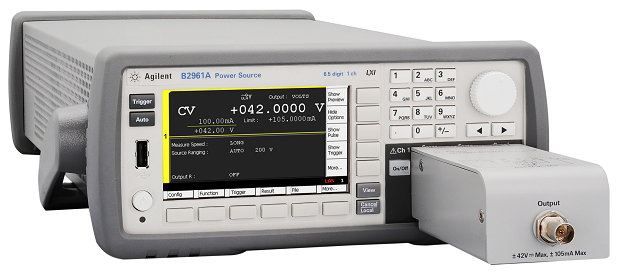 Agilent B2961A Power Source 6.5 digit 1 ch LXI
Trigger
Auto
Output: VOLTS
CV +042.0000 V
100.00mA Limit: +105.0000mA
+042.00 V
1
Measure Speed: LONG
Source Ranging: AUTO 200 V
Output R: OFF
LAN 1
Show Preview
Hide Options
Show Pulse
Show Trigger
More...
Config Function Trigger Result File More...
View
Cancel
Local
1 2 ABC 3 DEF
4 GHI 5 JKL 6 MNO
7 PQRS 8 TUV 9 WXYZ
. 0 +/-
Ch 1
On/Off
Output
±42V Max, ±105mA Max